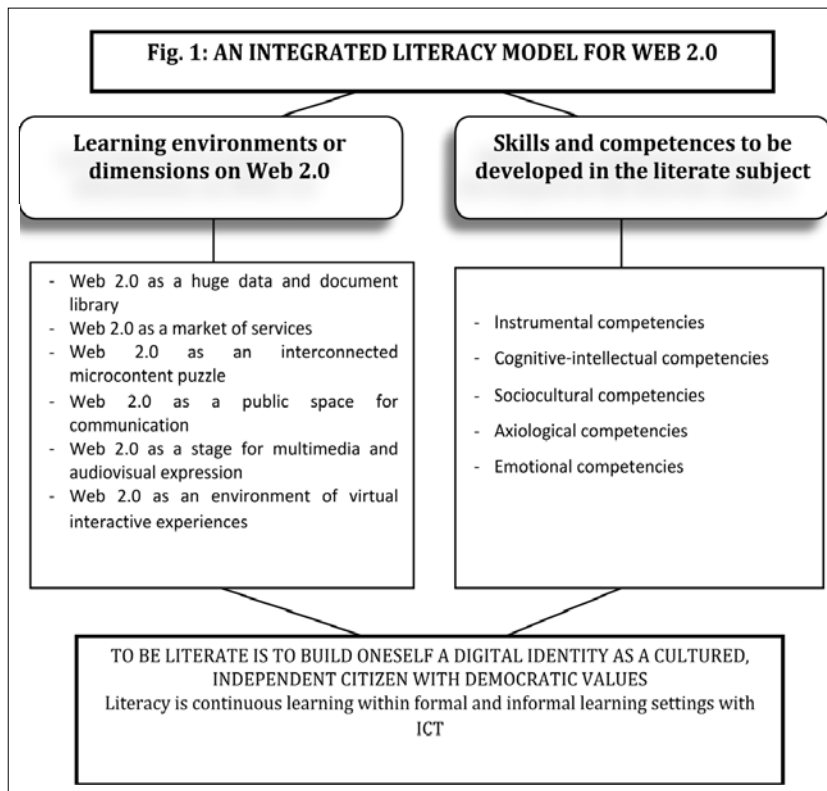 Fig. 1: AN INTEGRATED LITERACY MODEL FOR WEB 2.0
Learning environments or
dimensions on Web 2.0
- Web 2.0 as a huge data and document
library
- Web 2.0 as a market of services
- Web 2.0 as an interconnected
microcontent puzzle
- Web 2.0 as a public space for
communication
- Web 2.0 as a stage for multimedia and
audiovisual expression
- Web 2.0 as an environment of virtual
interactive experiences
Skills and competences to be
developed in the literate subject
- Instrumental competencies
- Cognitive-intellectual competencies
- Sociocultural competencies
- Axiological competencies
- Emotional competencies
TO BE LITERATE IS TO BUILD ONESELF A DIGITAL IDENTITY AS A CULTURED,
INDEPENDENT CITIZEN WITH DEMOCRATIC VALUES
Literacy is continuous learning within formal and informal learning settings with
ICT